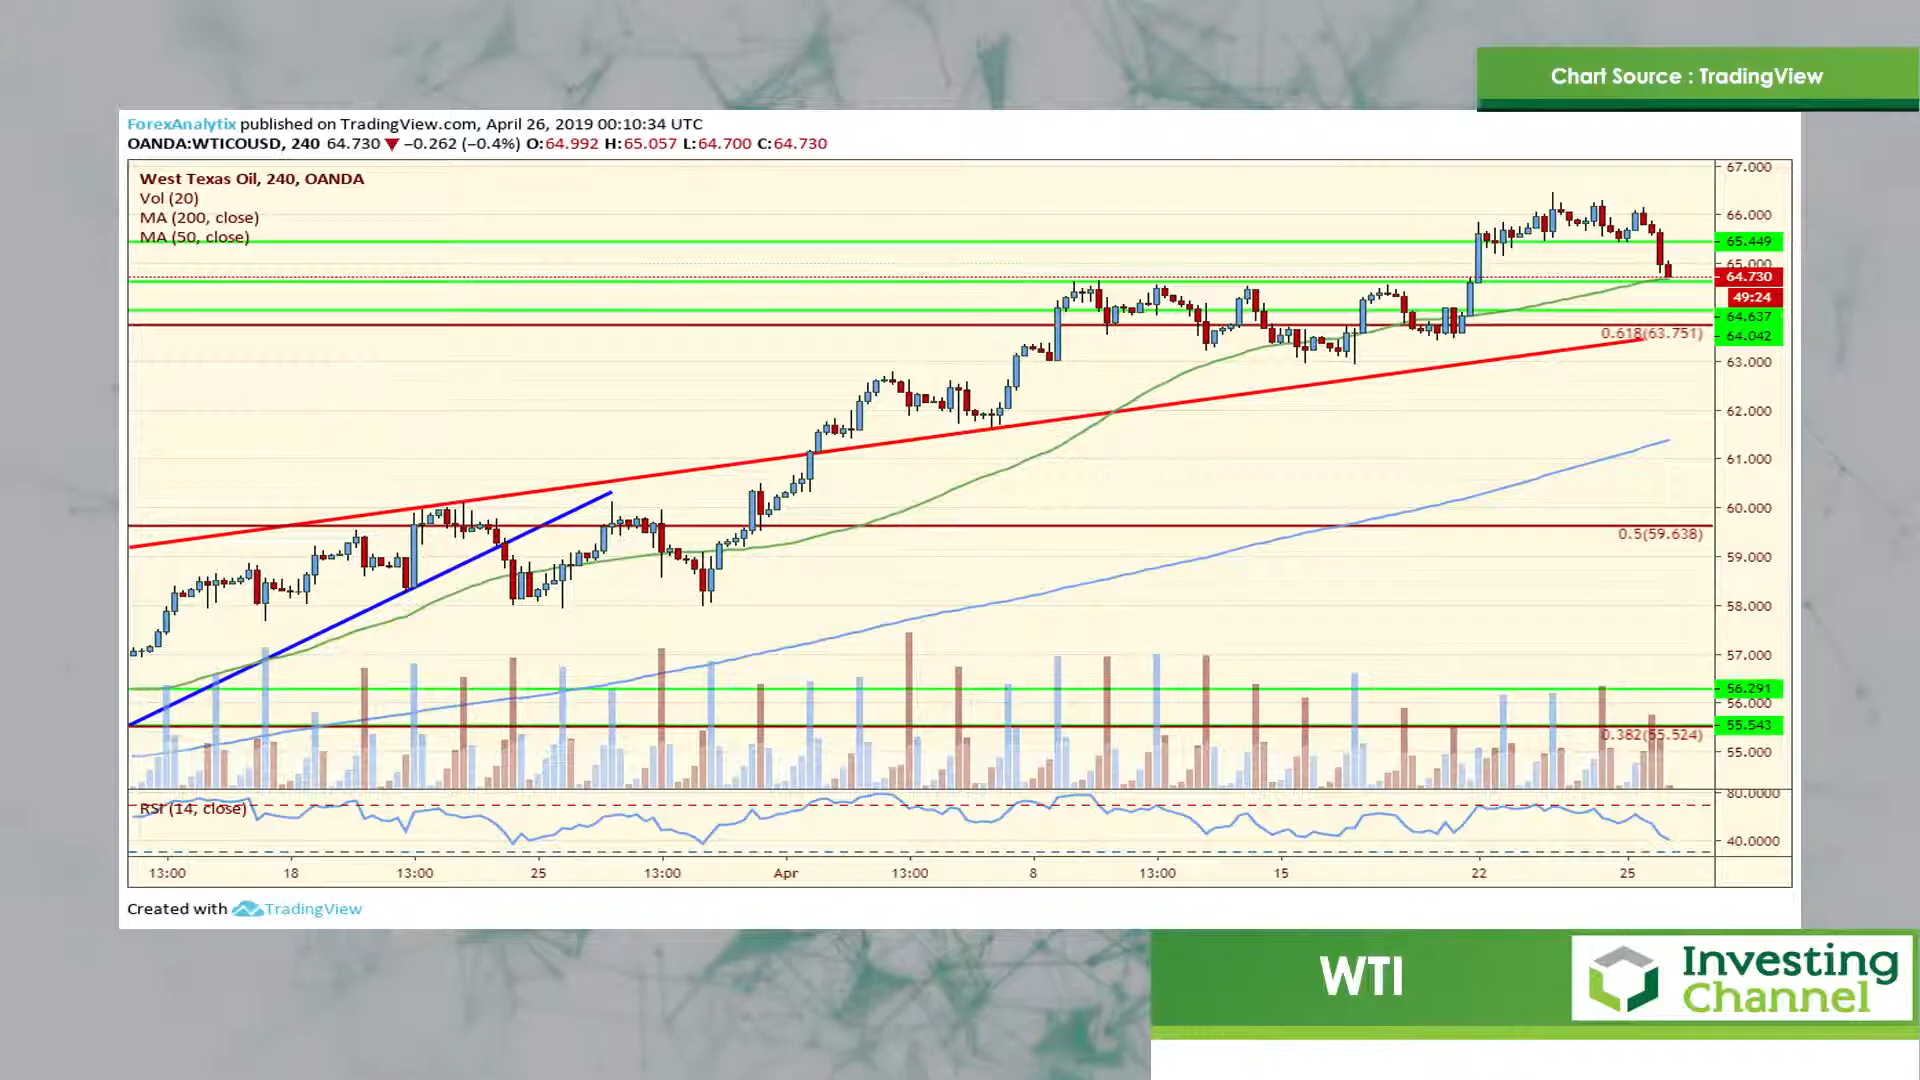 Chart Source : TradingView
ForexAnalytix published on TradingView.com, April 26, 2019 00:10:34 UTC
OANDA:WTICOUSD, 240 64.730 ▼ −0.262 (−0.4%) O:64.992 H:65.057 L:64.700 C:64.730
West Texas Oil, 240, OANDA
Vol (20)
MA (200, close)
MA (50, close)
67.000
66.000
65.449
65.000
64.730
49:24
64.637
0.618(63.751)
64.042
63.000
62.000
61.000
60.000
0.5(59.638)
59.000
58.000
57.000
56.291
56.000
55.543
0.382(55.524)
55.000
80.0000
RSI (14, close)
40.0000
13:00 18 13:00 25 13:00 Apr 13:00 8 13:00 15 22 25
Created with TradingView
WTI
Investing
Channel